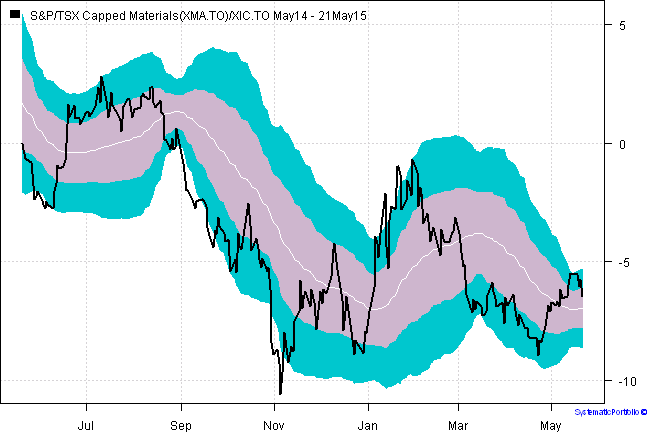 S&P/TSX Capped Materials(XMA.TO)/XIC.TO May14 - 21May15
5
0
-5
-10
Jul Sep Nov Jan Mar May
SystematicPortfolio ©